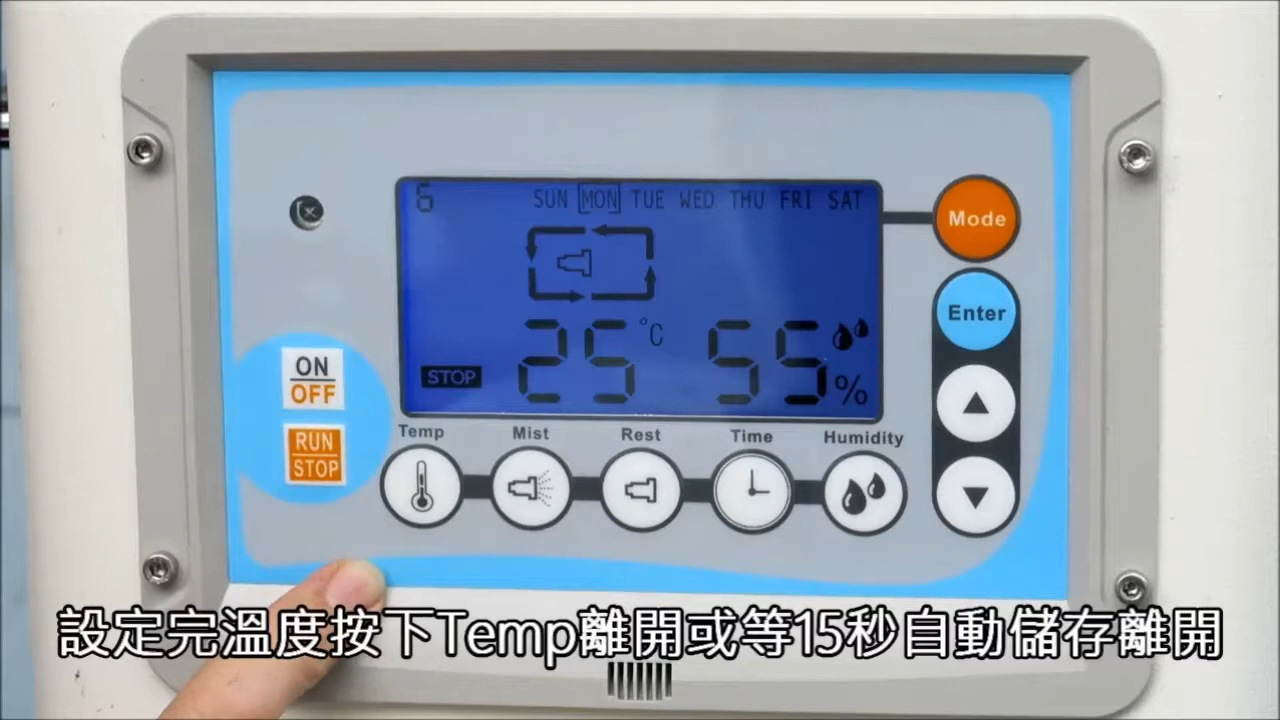 6 SUN MON TUE WED THU FRI SAT
Mode
Enter
25 °C 55 %
STOP
ON
OFF
RUN
STOP
Temp Mist Rest Time Humidity
設定完溫度按下Temp離開或等15秒自動儲存離開